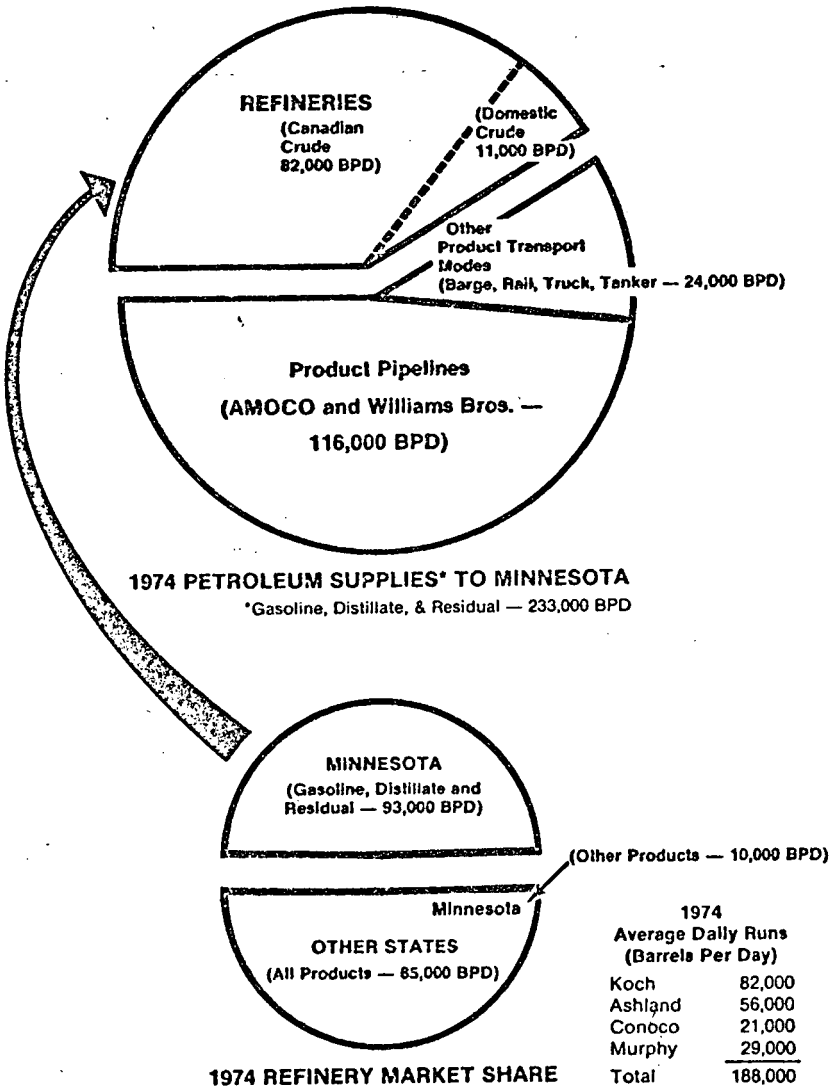 REFINERIES
(Canadian
Crude
82,000 BPD)
(Domestic
Crude
11,000 BPD)
Other
Product Transport
Modes
(Barge, Rail, Truck, Tanker — 24,000 BPD)
Product Pipelines
(AMOCO and Williams Bros. —
116,000 BPD)
1974 PETROLEUM SUPPLIES* TO MINNESOTA
*Gasoline, Distillate, & Residual — 233,000 BPD
MINNESOTA
(Gasoline, Distillate and
Residual — 93,000 BPD)
(Other Products — 10,000 BPD)
Minnesota
OTHER STATES
(All Products — 85,000 BPD)
1974 REFINERY MARKET SHARE
1974
Average Daily Runs
(Barrels Per Day)
Koch 82,000
Ashland 56,000
Conoco 21,000
Murphy 29,000
Total 188,000